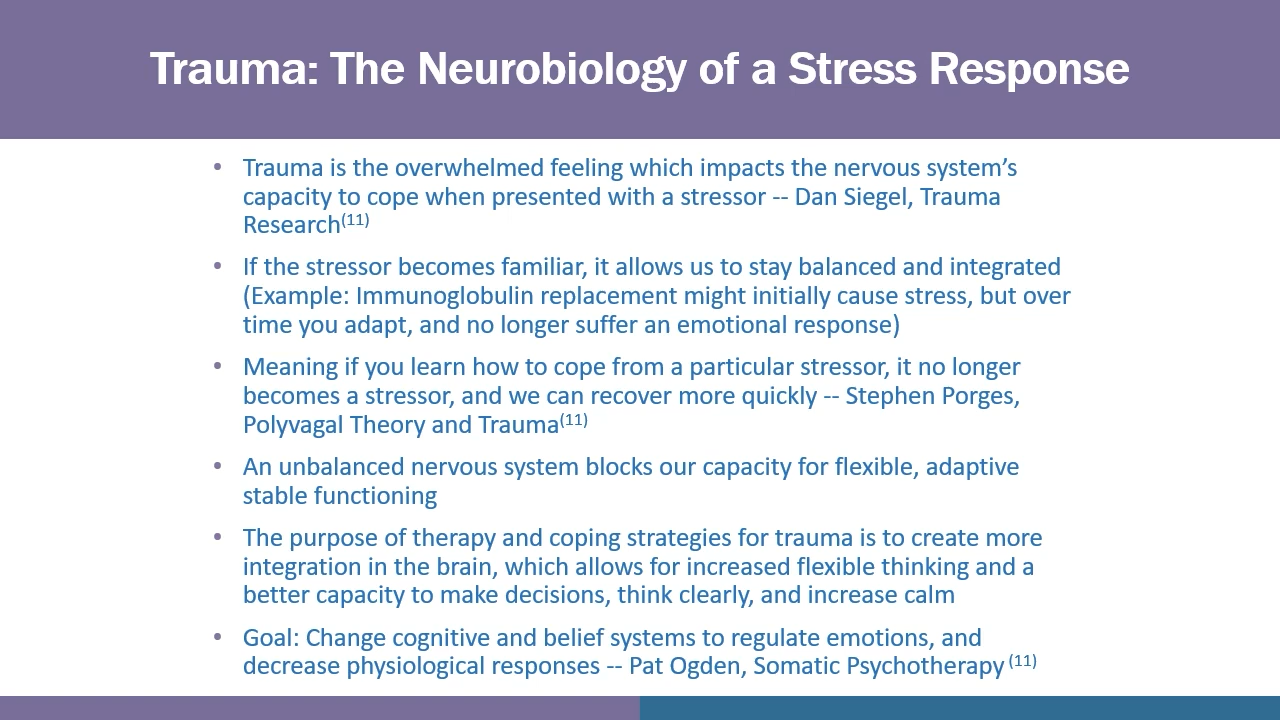 Trauma: The Neurobiology of a Stress Response
• Trauma is the overwhelmed feeling which impacts the nervous system’s
capacity to cope when presented with a stressor -- Dan Siegel, Trauma
Research(11)
• If the stressor becomes familiar, it allows us to stay balanced and integrated
(Example: Immunoglobulin replacement might initially cause stress, but over
time you adapt, and no longer suffer an emotional response)
• Meaning if you learn how to cope from a particular stressor, it no longer
becomes a stressor, and we can recover more quickly -- Stephen Porges,
Polyvagal Theory and Trauma(11)
• An unbalanced nervous system blocks our capacity for flexible, adaptive
stable functioning
• The purpose of therapy and coping strategies for trauma is to create more
integration in the brain, which allows for increased flexible thinking and a
better capacity to make decisions, think clearly, and increase calm
• Goal: Change cognitive and belief systems to regulate emotions, and
decrease physiological responses -- Pat Ogden, Somatic Psychotherapy (11)